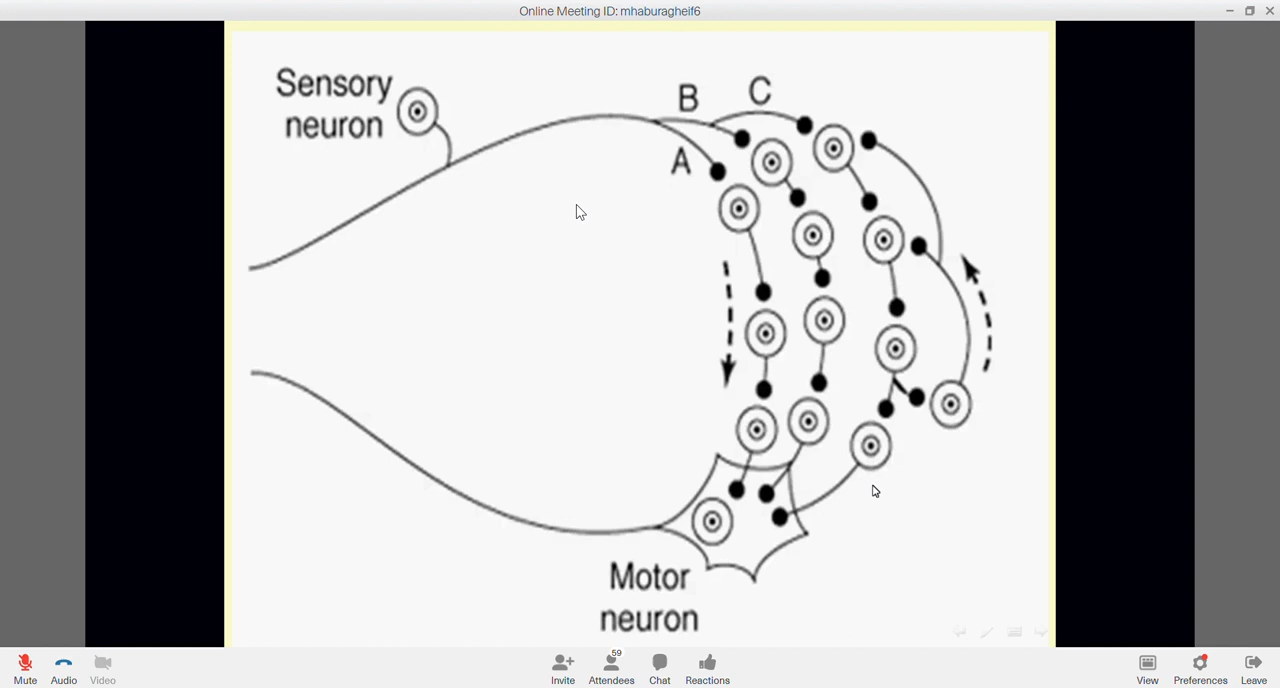 Online Meeting ID: mhaburagheif6
Sensory
neuron
B
C
A
Motor
neuron
59
Mute
Audio
Video
Invite
Attendees
Chat
Reactions
View
Preferences
Leave